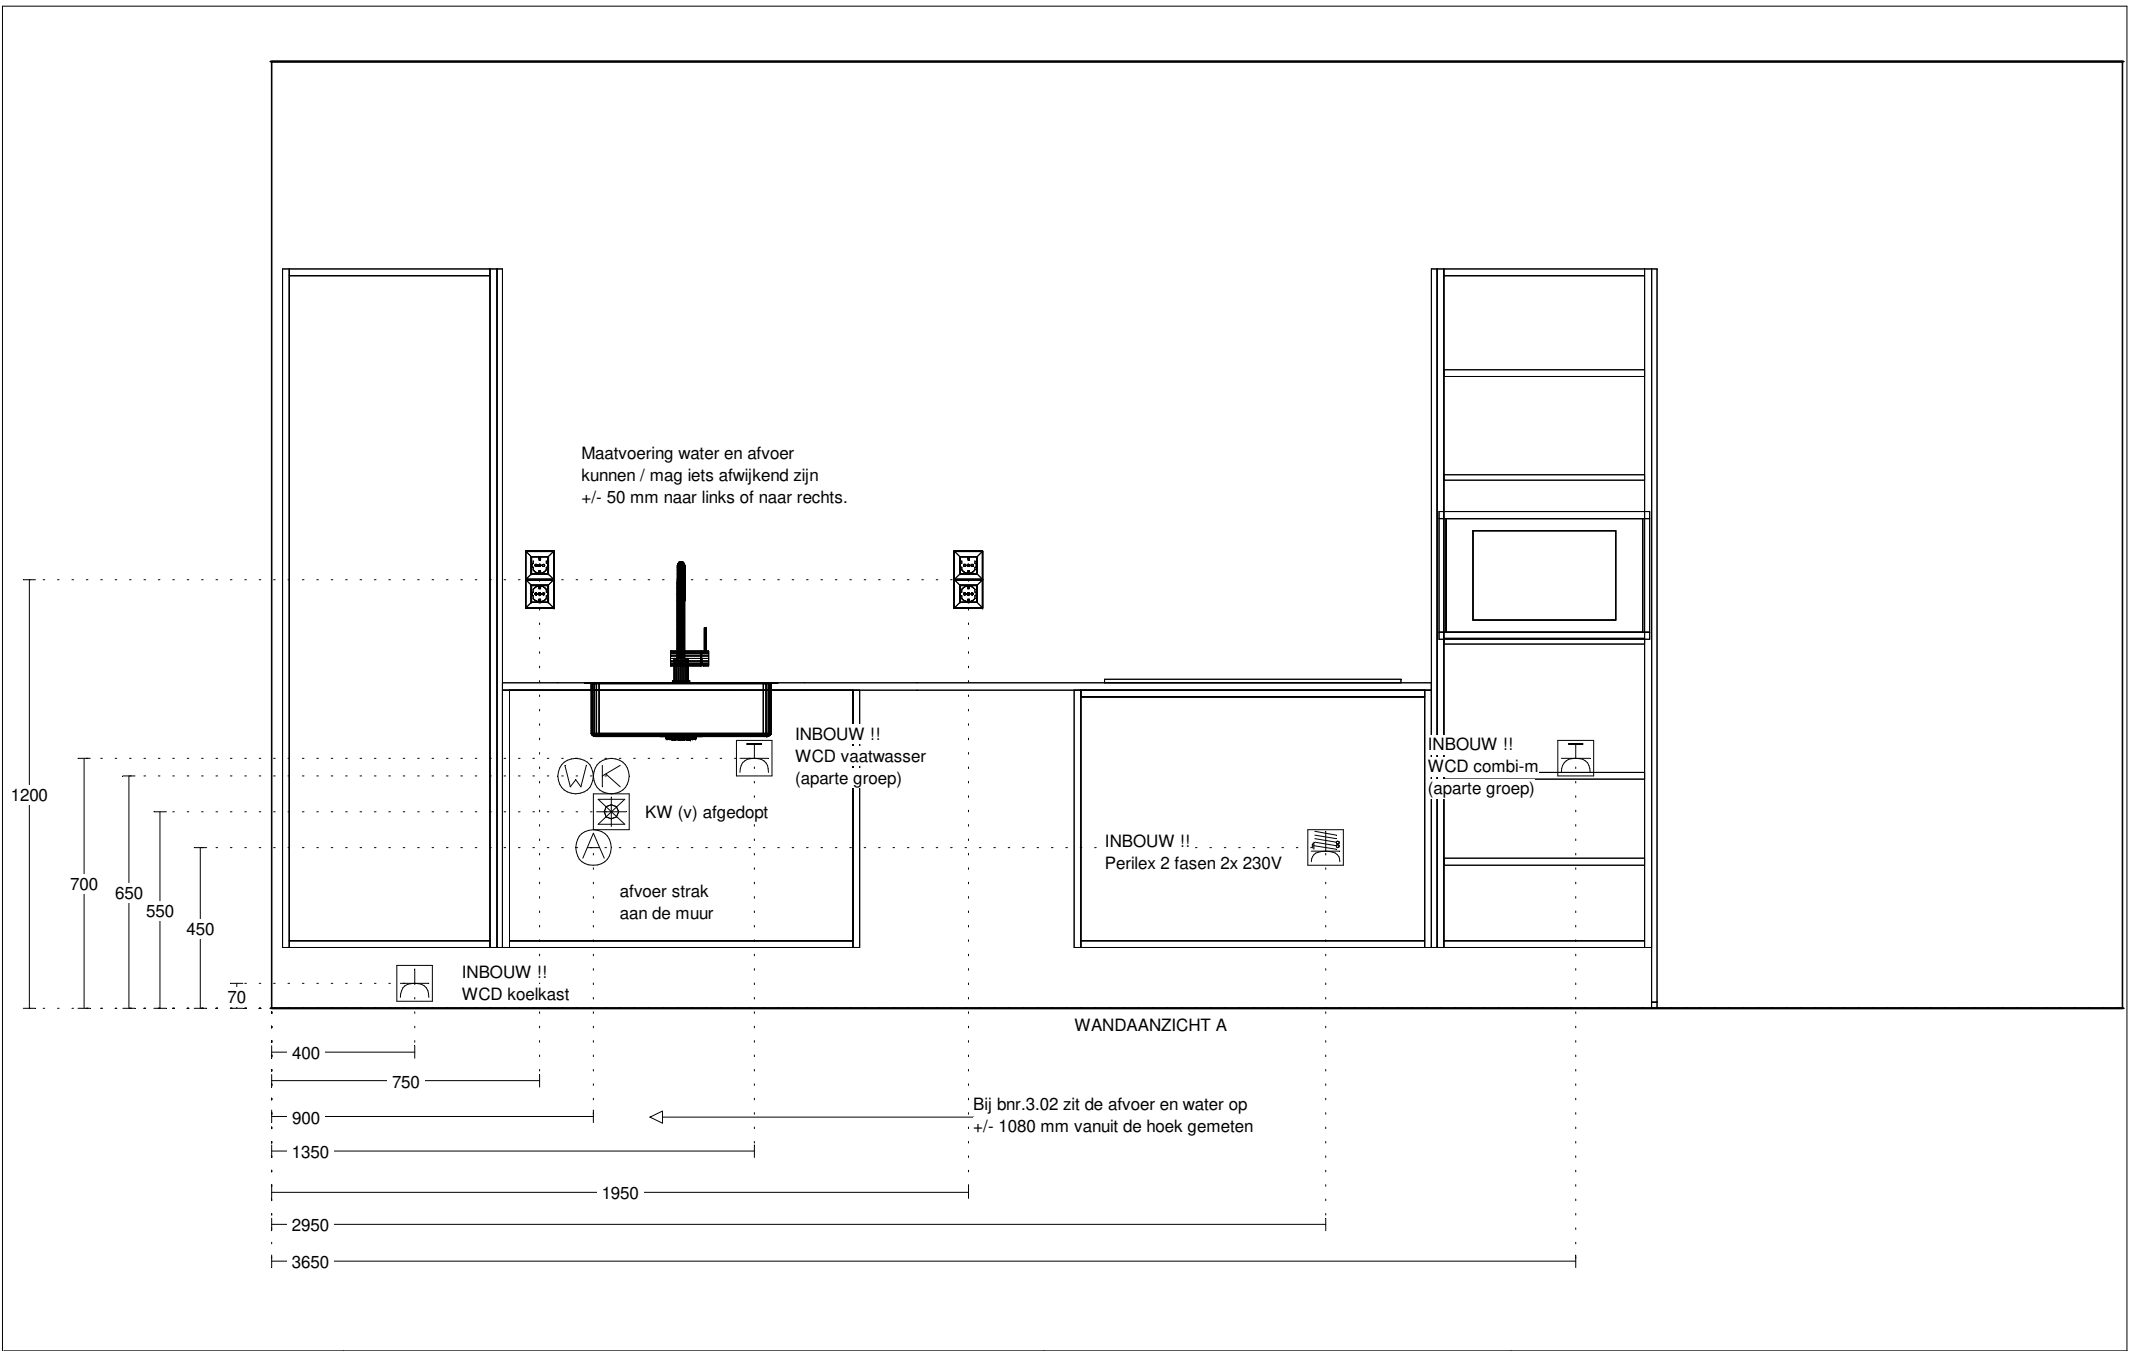 Maatvoering water en afvoer
kunnen / mag iets afwijkend zijn
+/- 50 mm naar links of naar rechts.
INBOUW !!
WCD vaatwasser
(aparte groep)
INBOUW !!
WCD combi-m
(aparte groep)
W
K
KW (v) afgedopt
A
INBOUW !!
Perilex 2 fasen 2x 230V
afvoer strak
aan de muur
1200
700
650
550
450
70
INBOUW !!
WCD koelkast
WANDAANZICHT A
400
750
900
Bij bnr.3.02 zit de afvoer en water op
+/- 1080 mm vanuit de hoek gemeten
1350
1950
2950
3650